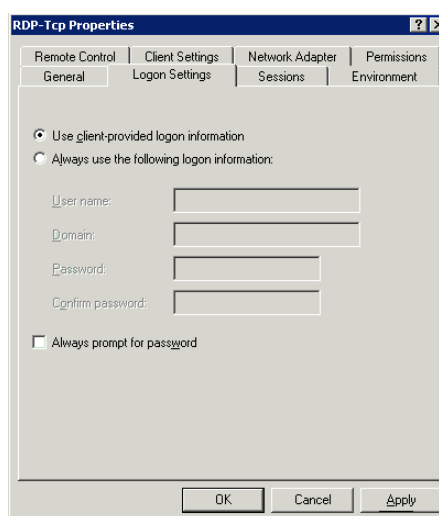 RDP-Tcp Properties
Remote Control Client Settings Network Adapter Permissions
General Logon Settings Sessions Environment
Use client-provided logon information
Always use the following logon information:
User name:
Domain:
Password:
Confirm password:
Always prompt for password
OK Cancel Apply